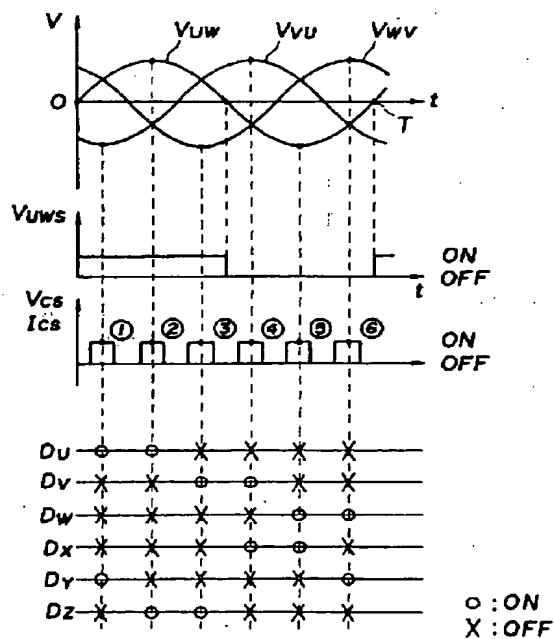 V
Vuw Vvu Vwv
O t
T
Vuws
ON
OFF
t
Vcs
Ics
① ② ③ ④ ⑤ ⑥
ON
OFF
Du o o X X X X
Dv X X o o X X
Dw X X X X o o
Dx X X X o o X
Dy o X X X X o
Dz X o o X X X
o : ON
X : OFF